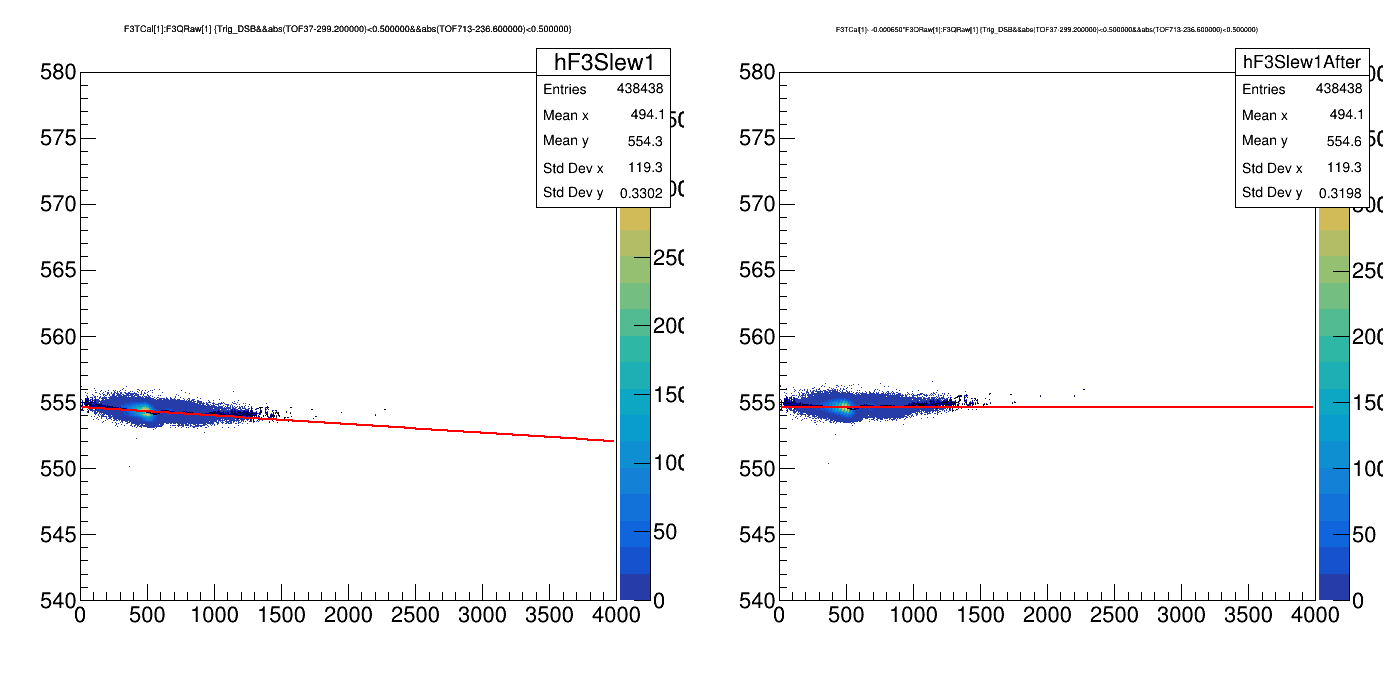 F3TCal[1]:F3QRaw[1] {Trig_DSB&&abs(TOF37-299.200000)<0.500000&&abs(TOF713-236.600000)<0.500000}
hF3Slew1
Entries 438438
Mean x 494.1
Mean y 554.3
Std Dev x 119.3
Std Dev y 0.3302
580
575
570
565
560
555
550
545
540
0 500 1000 1500 2000 2500 3000 3500 4000
250
200
150
100
50
0
F3TCal[1]- -0.000650*F3QRaw[1]:F3QRaw[1] {Trig_DSB&&abs(TOF37-299.200000)<0.500000&&abs(TOF713-236.600000)<0.500000}
hF3Slew1After
Entries 438438
Mean x 494.1
Mean y 554.6
Std Dev x 119.3
Std Dev y 0.3198
580
575
570
565
560
555
550
545
540
0 500 1000 1500 2000 2500 3000 3500 4000
250
200
150
100
50
0